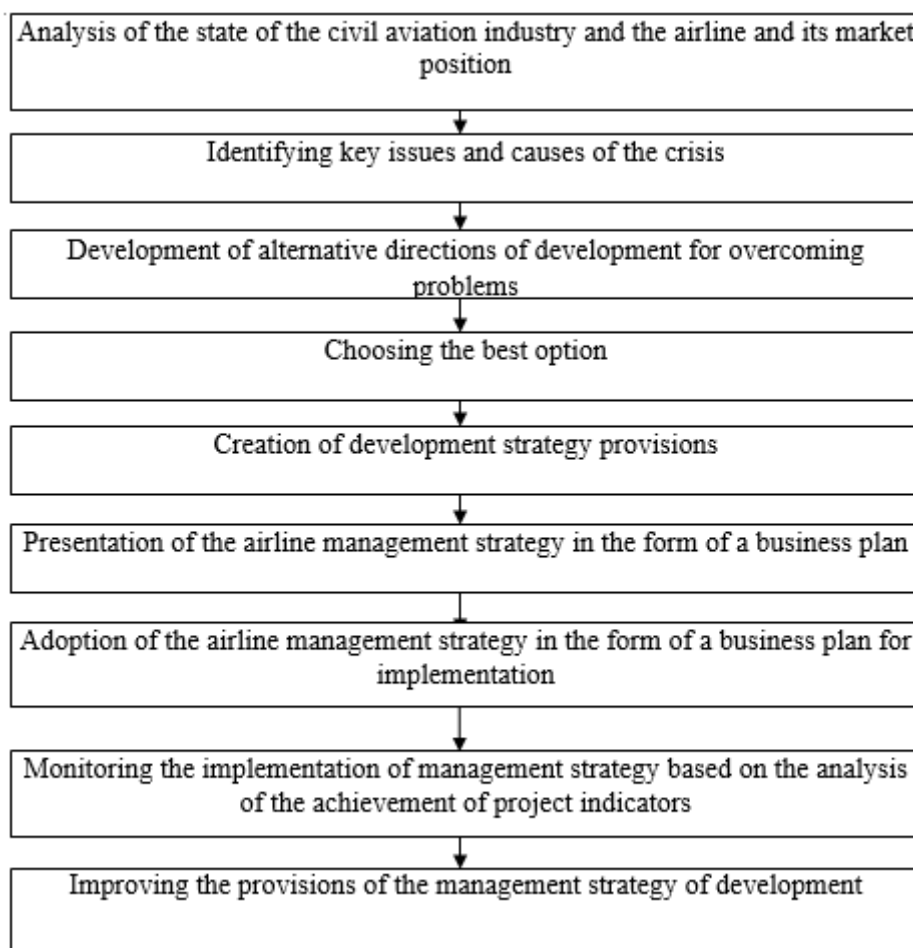 Analysis of the state of the civil aviation industry and the airline and its market
position
Identifying key issues and causes of the crisis
Development of alternative directions of development for overcoming
problems
Choosing the best option
Creation of development strategy provisions
Presentation of the airline management strategy in the form of a business plan
Adoption of the airline management strategy in the form of a business plan for
implementation
Monitoring the implementation of management strategy based on the analysis
of the achievement of project indicators
Improving the provisions of the management strategy of development